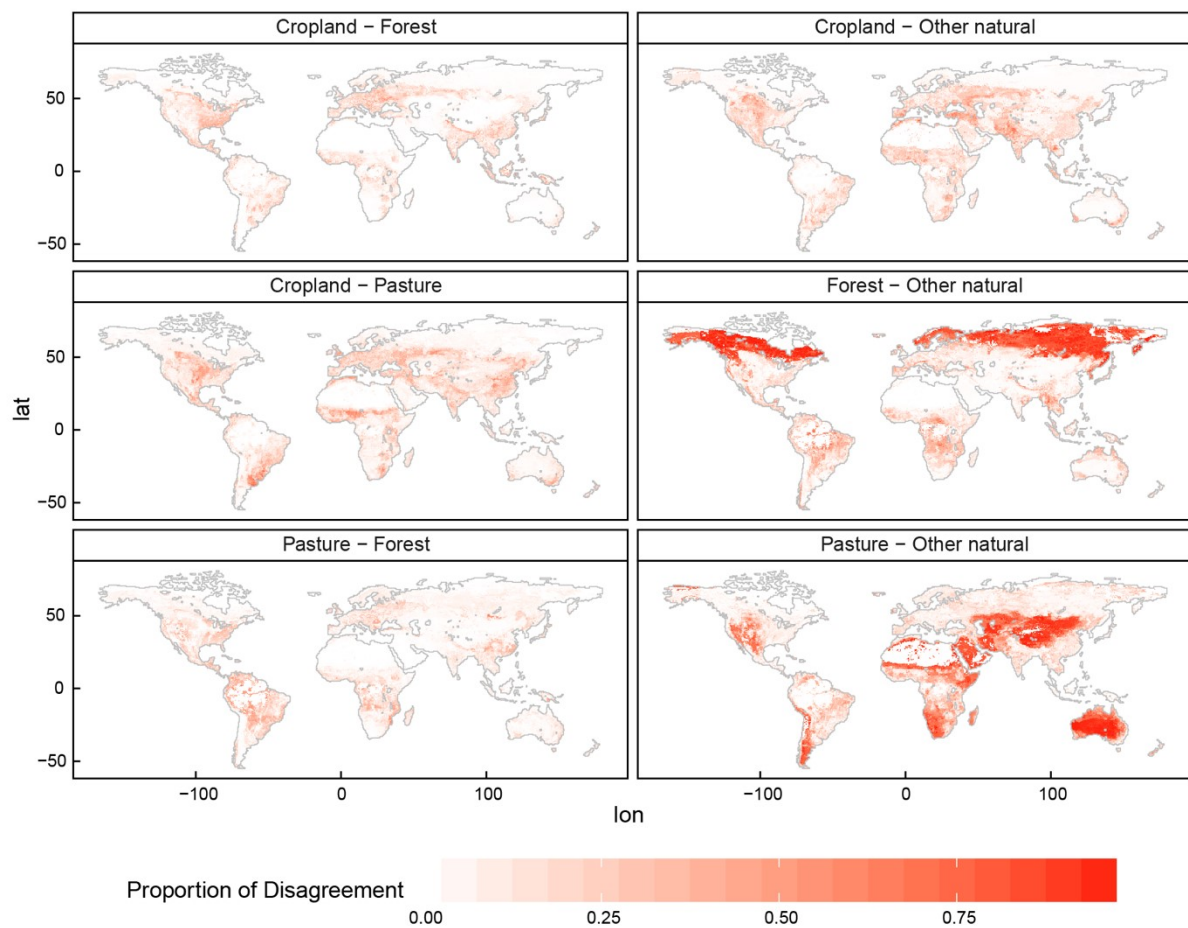 Cropland − Forest
Cropland − Other natural
50
0
−50
Cropland − Pasture
Forest − Other natural
50
0
−50
lat
Pasture − Forest
Pasture − Other natural
50
0
−50
−100 0 100
−100 0 100
lon
Proportion of Disagreement
0.00 0.25 0.50 0.75